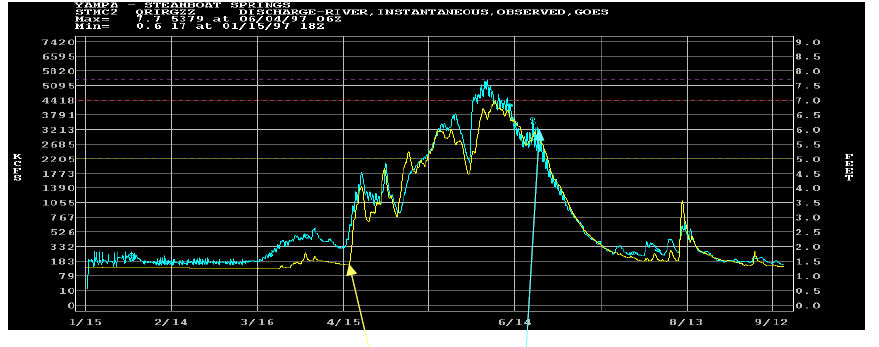 YAMPA - STEAMBOAT SPRINGS
STMC2 QRIRGZZ DISCHARGE-RIVER,INSTANTANEOUS,OBSERVED,GOES
Max= 7.7 5379 at 06/04/97 06Z
Min= 0.6 17 at 01/15/97 18Z
7420 9.0
6595 8.5
5820 8.0
5095 7.5
4418 7.0
3791 6.5
3213 6.0
2685 5.5
2205 5.0
1773 4.5
1390 4.0
1055 3.5
767 3.0
526 2.5
332 2.0
183 1.5
79 1.0
10 0.5
0 0.0
KCFS
FEET
1/15 2/14 3/16 4/15 6/14 8/13 9/12